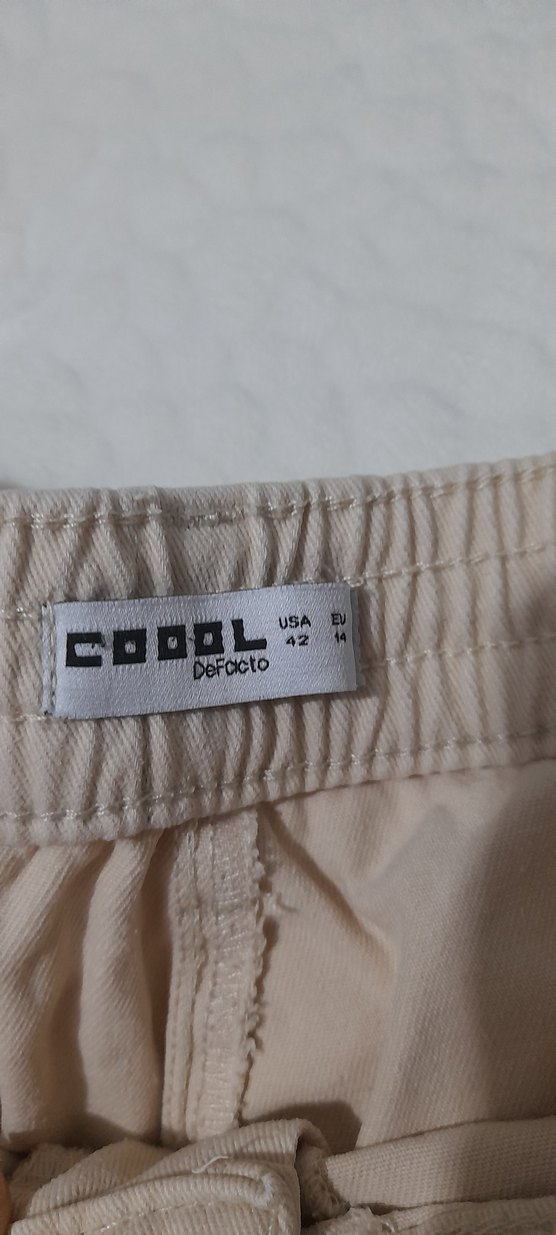 COOOL USA EU
42 14
DeFacto